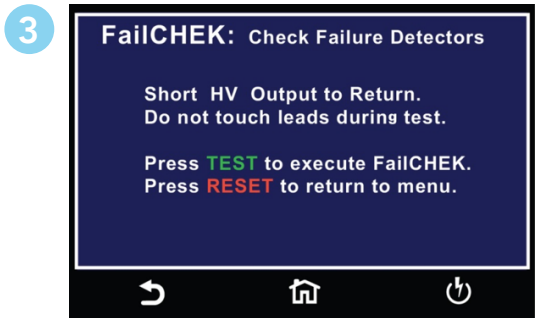 3
FailCHEK: Check Failure Detectors
Short HV Output to Return.
Do not touch leads during test.
Press TEST to execute FailCHEK.
Press RESET to return to menu.